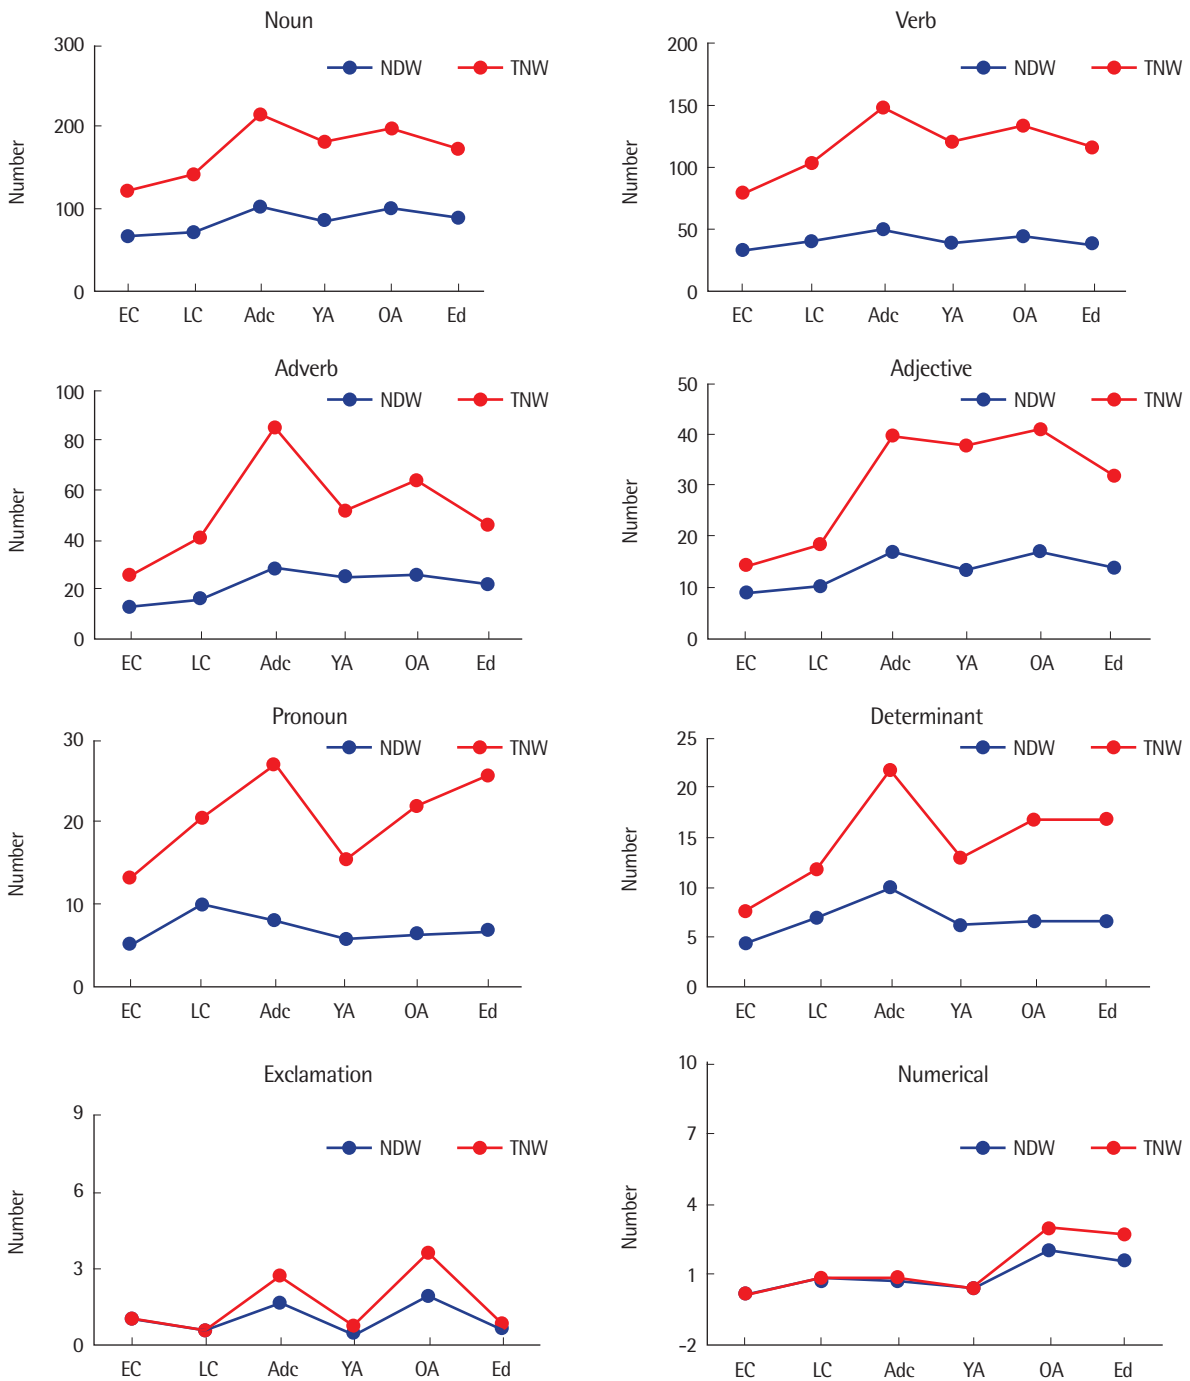 Noun
300
200
100
0
Number
NDW
TNW
EC LC Adc YA OA Ed
Verb
200
150
100
50
0
Number
NDW
TNW
EC LC Adc YA OA Ed
Adverb
100
80
60
40
20
0
Number
NDW
TNW
EC LC Adc YA OA Ed
Adjective
50
40
30
20
10
0
Number
NDW
TNW
EC LC Adc YA OA Ed
Pronoun
30
20
10
0
Number
NDW
TNW
EC LC Adc YA OA Ed
Determinant
25
20
15
10
5
0
Number
NDW
TNW
EC LC Adc YA OA Ed
Exclamation
9
6
3
0
Number
NDW
TNW
EC LC Adc YA OA Ed
Numerical
10
7
4
1
-2
Number
NDW
TNW
EC LC Adc YA OA Ed